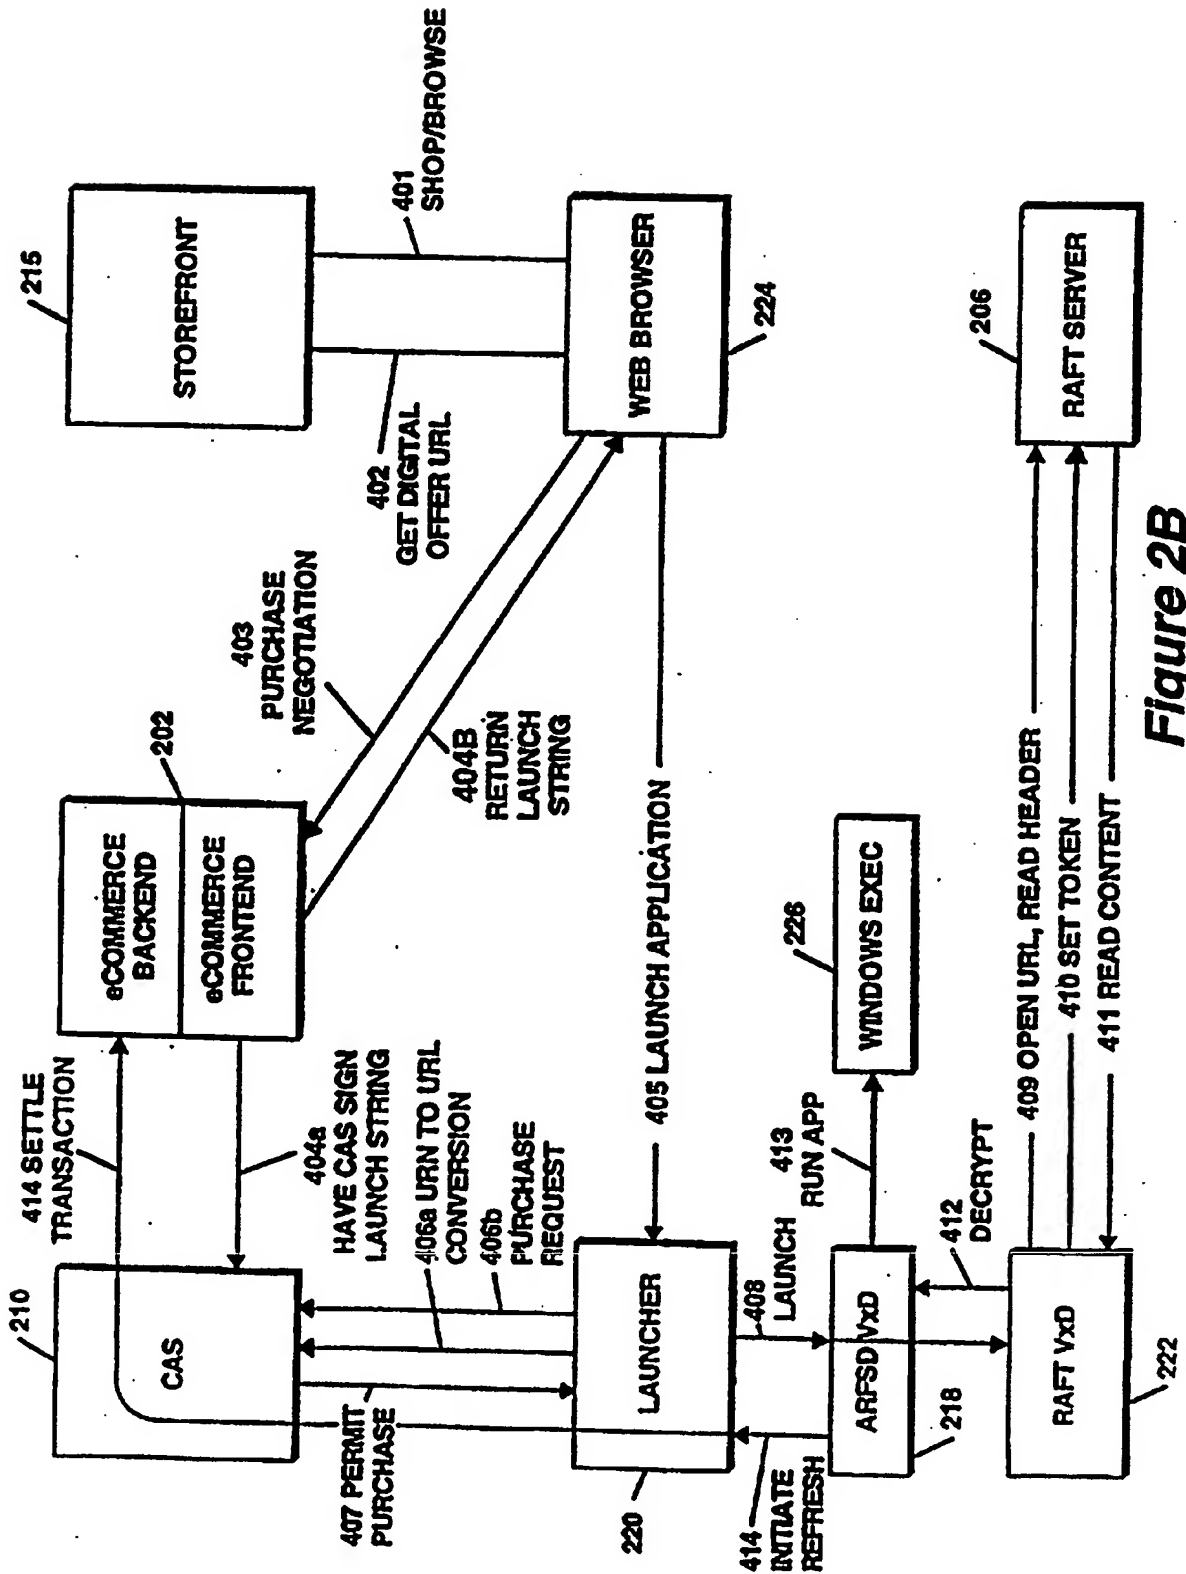 414 SETTLE
TRANSACTION
eCOMMERCE
BACKEND
eCOMMERCE
FRONTEND
202
403
PURCHASE
NEGOTIATION
215
STOREFRONT
210
CAS
404a
HAVE CAS SIGN
LAUNCH STRING
404B
RETURN
LAUNCH
STRING
402
GET DIGITAL
OFFER URL
401
SHOP/BROWSE
407 PERMIT
PURCHASE
406a URN TO URL
CONVERSION
406b
PURCHASE
REQUEST
LAUNCHER
220
405 LAUNCH APPLICATION
WEB BROWSER
224
414
INITIATE
REFRESH
408
LAUNCH
413
RUN APP
226
WINDOWS EXEC
ARFSD VxD
218
412
DECRYPT
206
RAFT SERVER
RAFT VxD
222
409 OPEN URL, READ HEADER
410 SET TOKEN
411 READ CONTENT
Figure 2B